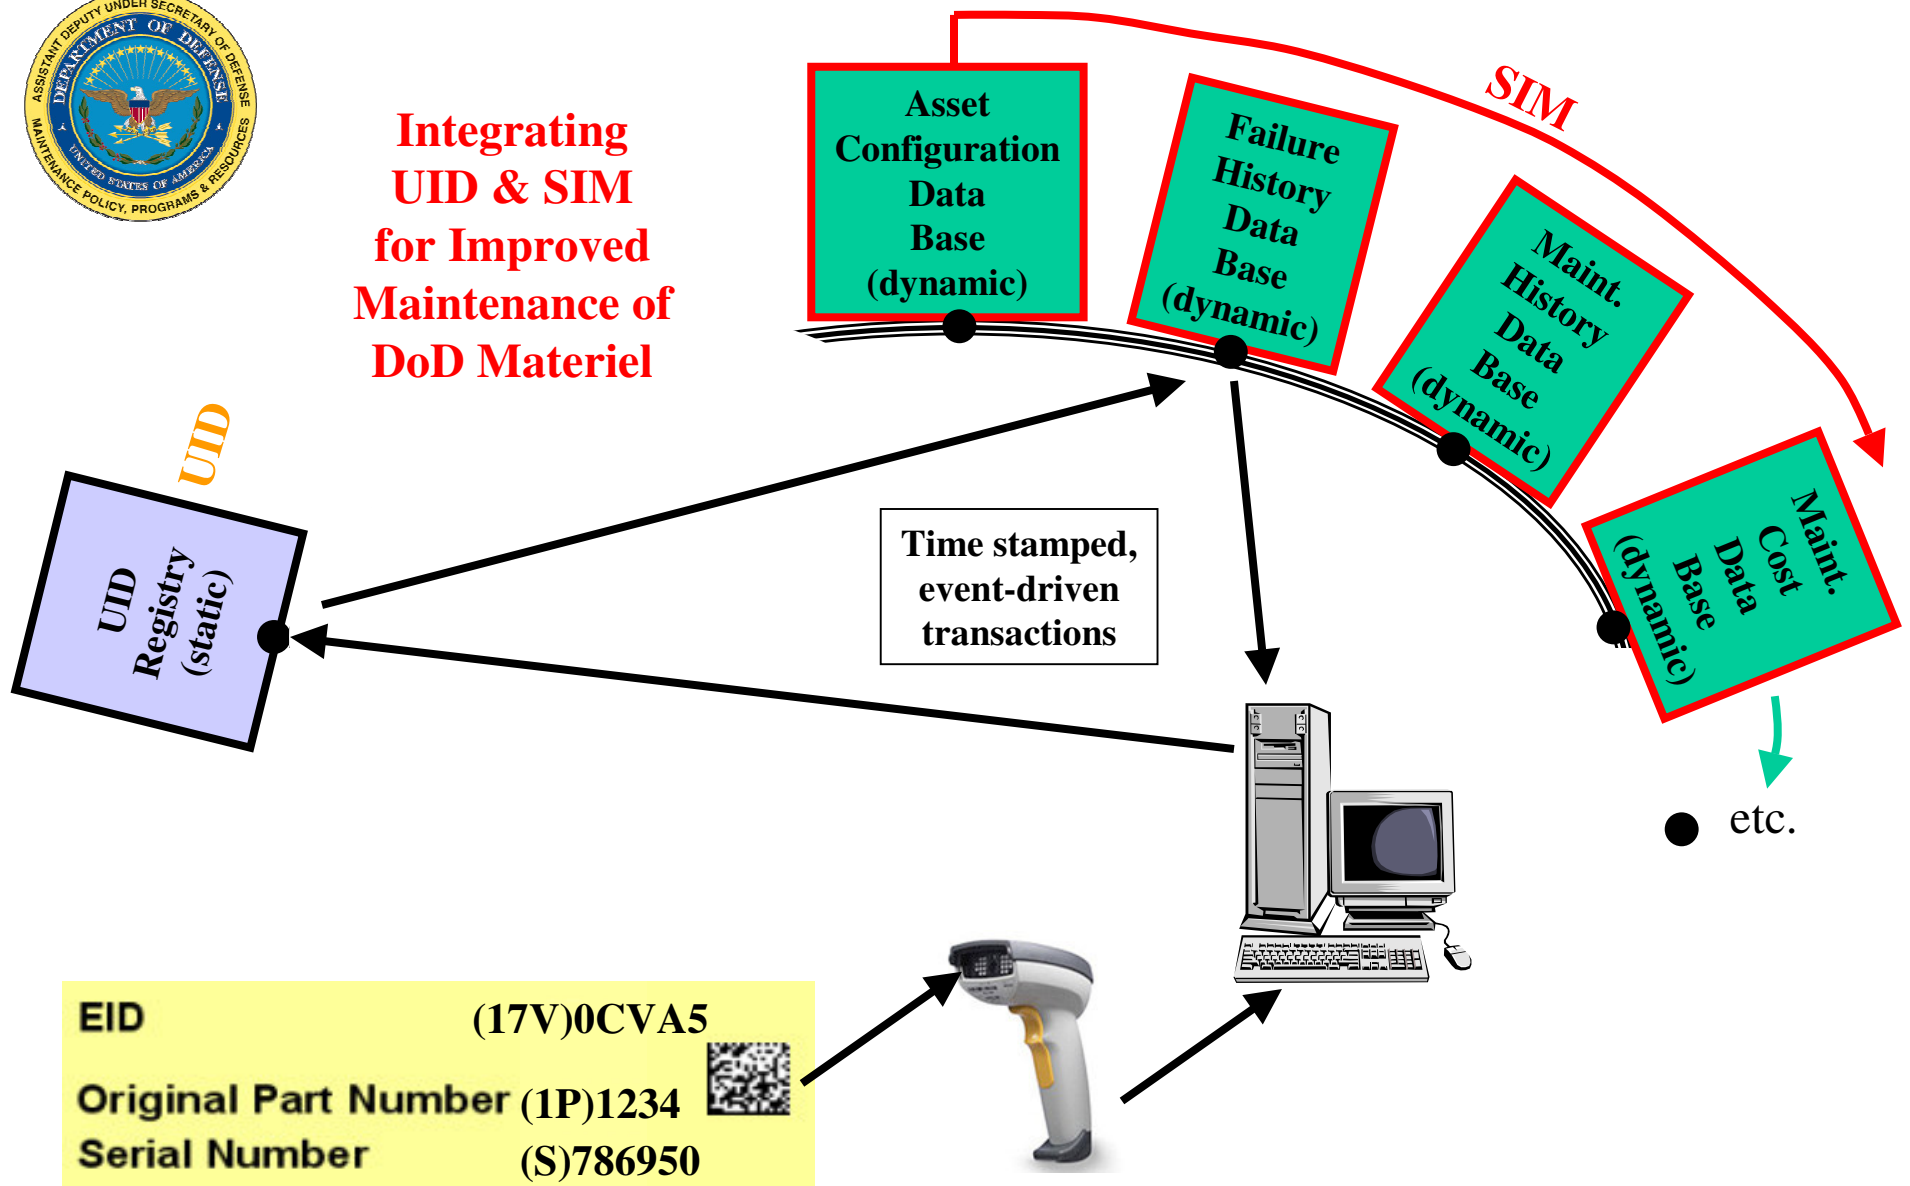 ASSISTANT DEPUTY UNDER SECRETARY OF DEFENSE
MAINTENANCE POLICY, PROGRAMS & RESOURCES
DEPARTMENT OF DEFENSE
UNITED STATES OF AMERICA
Integrating
UID & SIM
for Improved
Maintenance of
DoD Materiel
SIM
Asset
Configuration
Data
Base
(dynamic)
Failure
History
Data
Base
(dynamic)
Maint.
History
Data
Base
(dynamic)
Maint.
Cost
Data
Base
(dynamic)
etc.
UID
UID
Registry
(static)
Time stamped,
event-driven
transactions
EID (17V)0CVA5
Original Part Number (1P)1234
Serial Number (S)786950